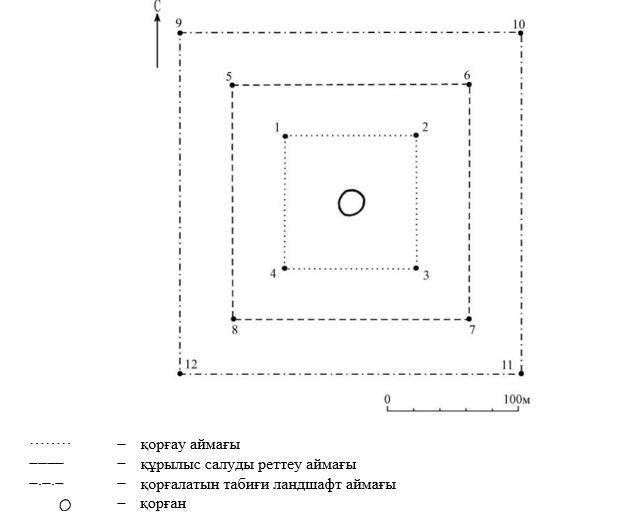 С
9
10
5
6
1
2
4
3
8
7
12
11
0
100м
– қорғау аймағы
– құрылыс салуды реттеу аймағы
– қорғалатын табиғи ландшафт аймағы
– қорған